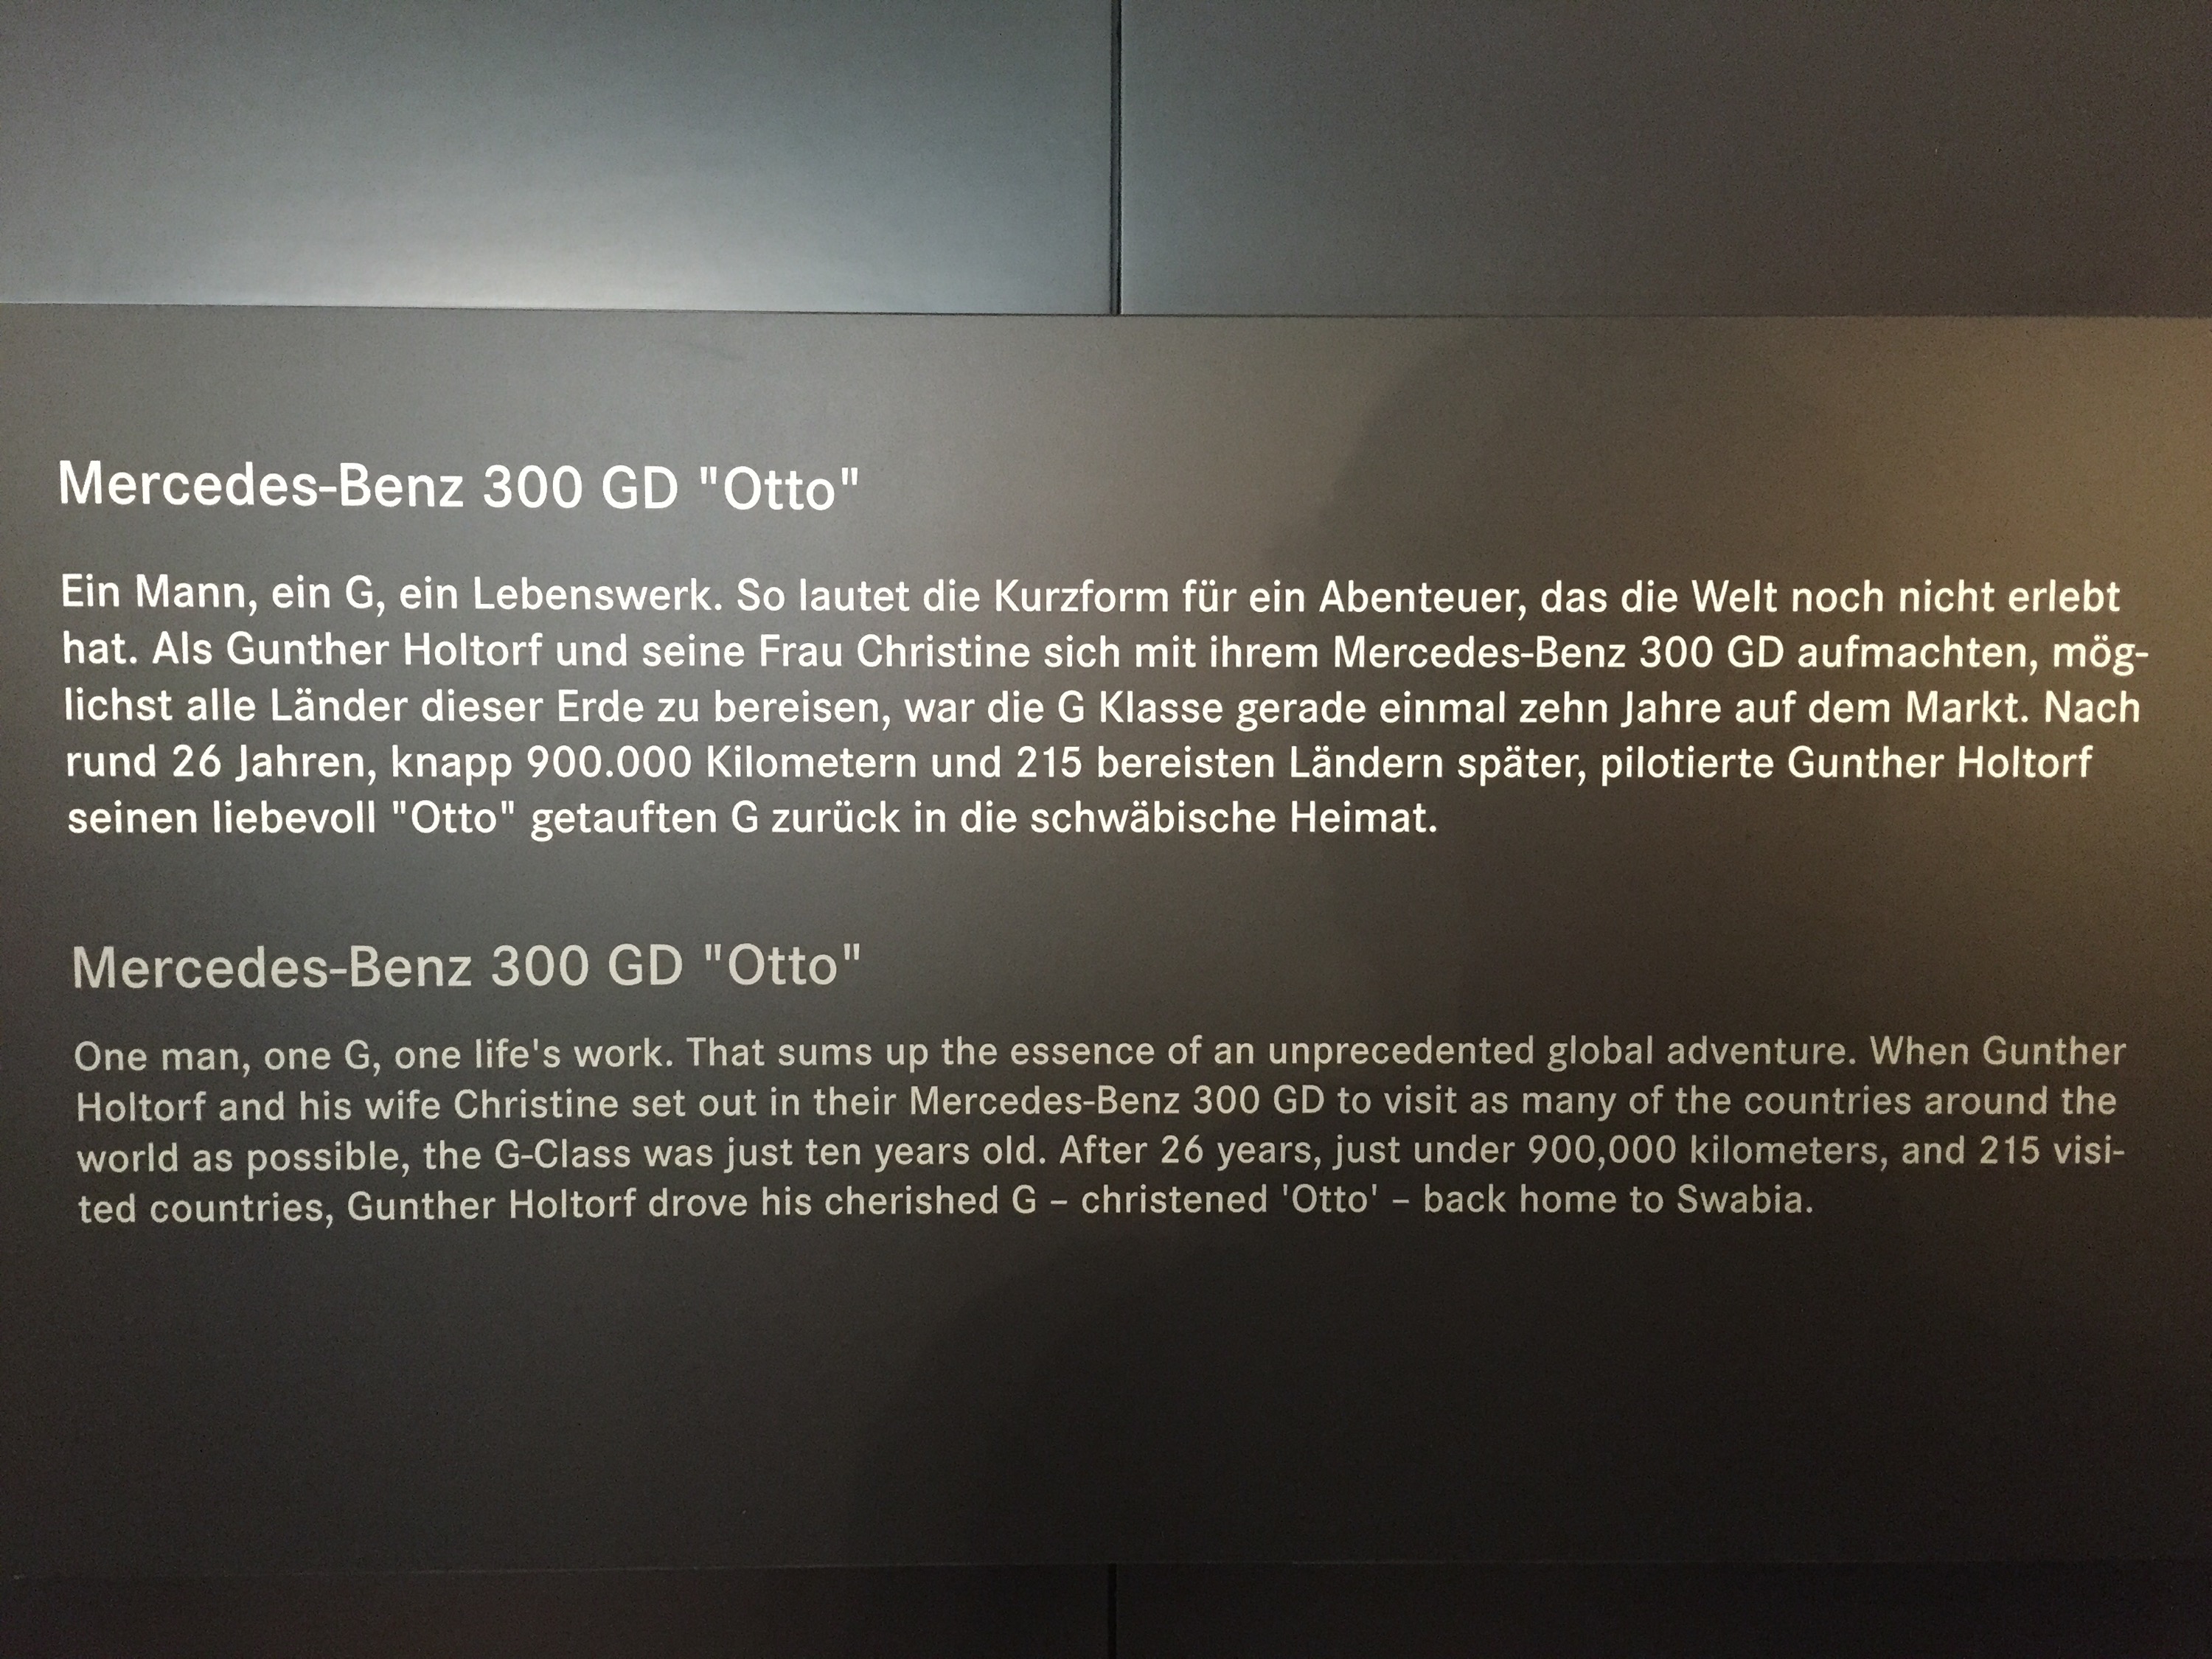 Mercedes-Benz 300 GD "Otto"
Ein Mann, ein G, ein Lebenswerk. So lautet die Kurzform für ein Abenteuer, das die Welt noch nicht erlebt
hat. Als Gunther Holtorf und seine Frau Christine sich mit ihrem Mercedes-Benz 300 GD aufmachten, mög-
lichst alle Länder dieser Erde zu bereisen, war die G Klasse gerade einmal zehn Jahre auf dem Markt. Nach
rund 26 Jahren, knapp 900.000 Kilometern und 215 bereisten Ländern später, pilotierte Gunther Holtorf
seinen liebevoll "Otto" getauften G zurück in die schwäbische Heimat.
Mercedes-Benz 300 GD "Otto"
One man, one G, one life's work. That sums up the essence of an unprecedented global adventure. When Gunther
Holtorf and his wife Christine set out in their Mercedes-Benz 300 GD to visit as many of the countries around the
world as possible, the G-Class was just ten years old. After 26 years, just under 900,000 kilometers, and 215 visi-
ted countries, Gunther Holtorf drove his cherished G – christened 'Otto' – back home to Swabia.